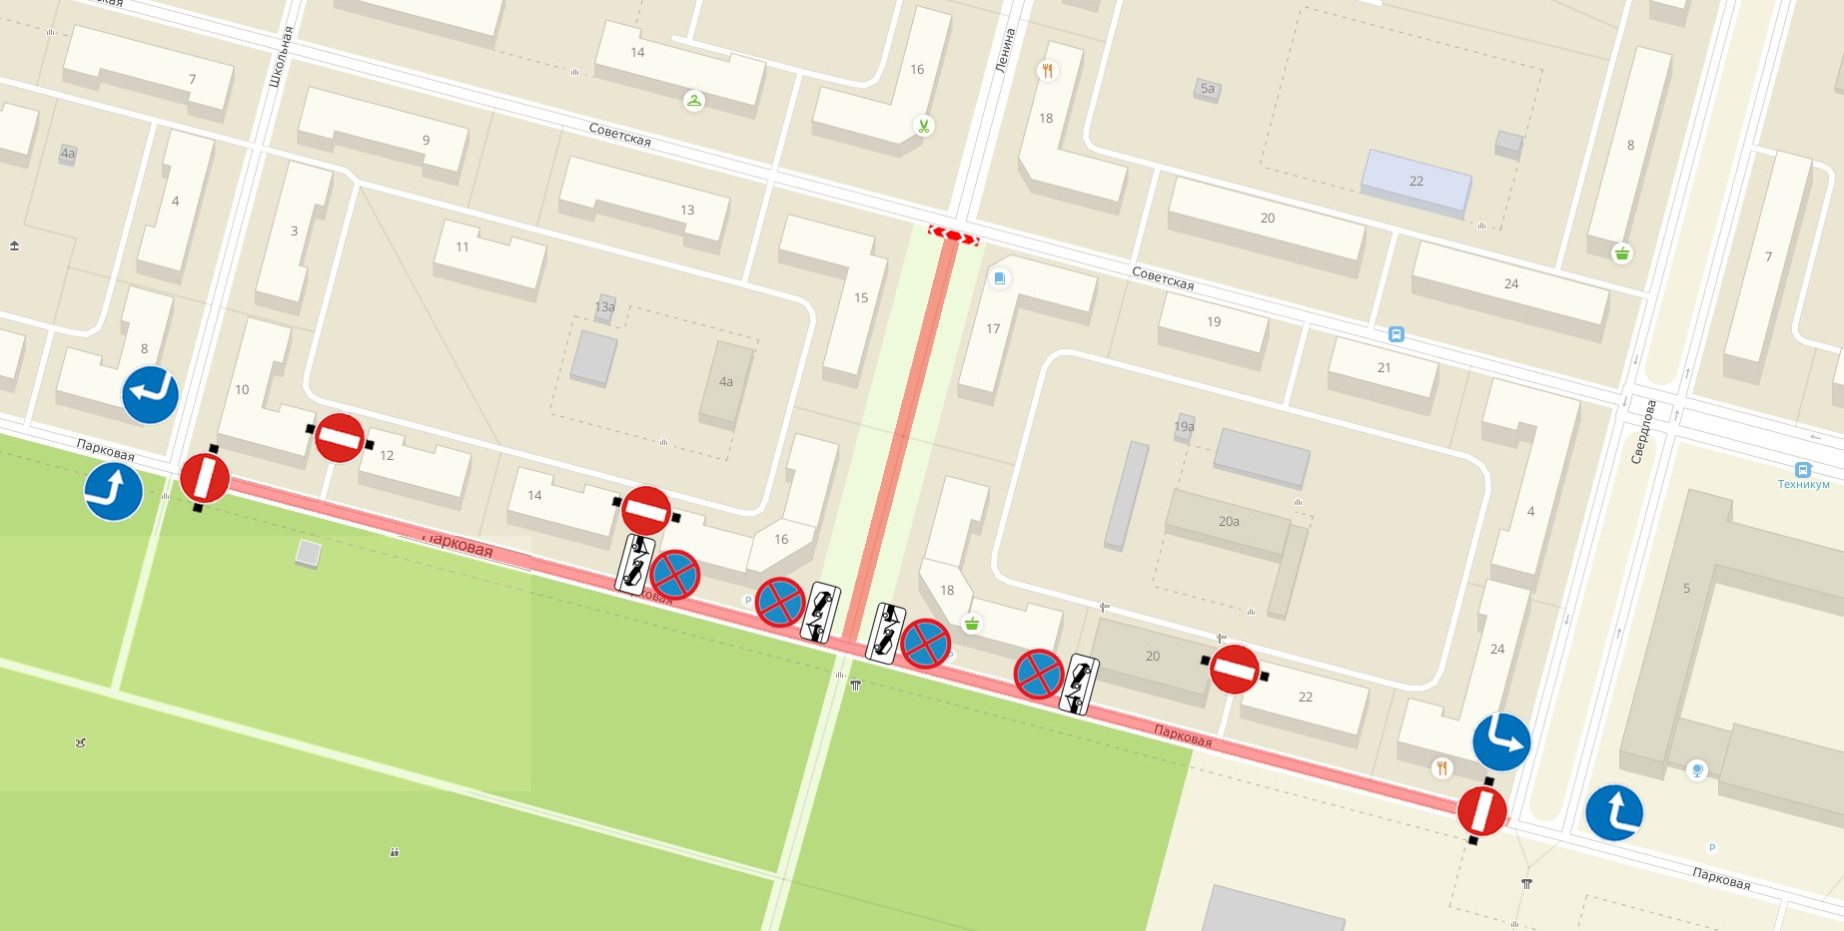 Школьная
Ленина
7
14
16
5а
18
8
9
Советская
4а
22
4
13
20
3
11
7
Советская
24
15
13а
17
19
8
21
4а
10
Свердлова
19а
Парковая
12
Техникум
14
4
20а
16
Парковая
18
5
P
20
24
22
Парковая
P
Парковая